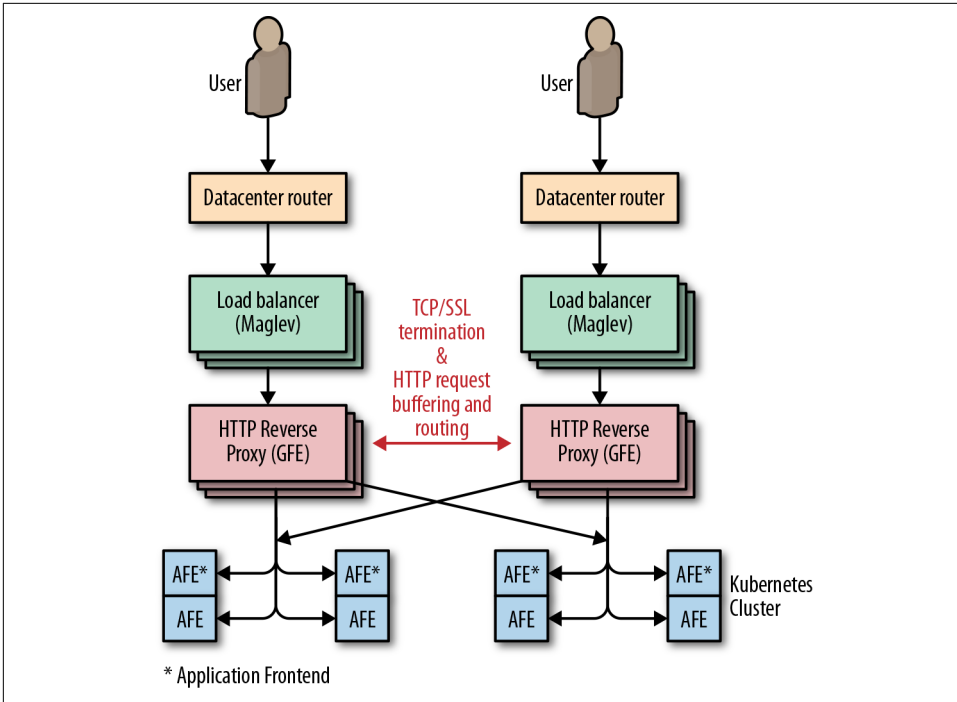 User
User
Datacenter router
Datacenter router
Load balancer
(Maglev)
Load balancer
(Maglev)
TCP/SSL
termination
&
HTTP request
buffering and
routing
HTTP Reverse
Proxy (GFE)
HTTP Reverse
Proxy (GFE)
AFE*
AFE*
AFE*
AFE*
AFE
AFE
AFE
AFE
Kubernetes
Cluster
* Application Frontend